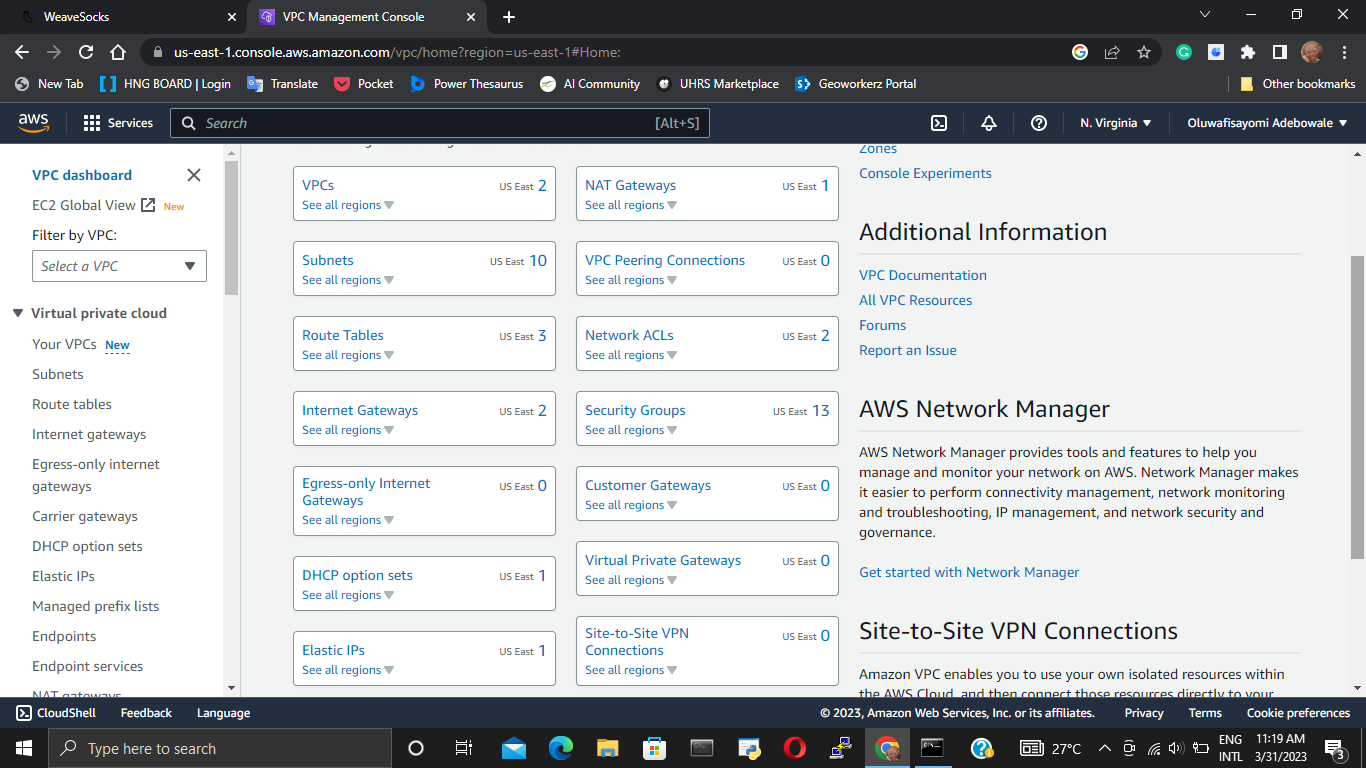 WeaveSocks
VPC Management Console
us-east-1.console.aws.amazon.com/vpc/home?region=us-east-1#Home:
New Tab
HNG BOARD | Login
Translate
Pocket
Power Thesaurus
AI Community
UHRS Marketplace
Geoworkerz Portal
Other bookmarks
aws
Services
Search
[Alt+S]
N. Virginia
Oluwafisayomi Adebowale
VPC dashboard
EC2 Global View New
Filter by VPC:
Select a VPC
Virtual private cloud
Your VPCs New
Subnets
Route tables
Internet gateways
Egress-only internet
gateways
Carrier gateways
DHCP option sets
Elastic IPs
Managed prefix lists
Endpoints
Endpoint services
NAT gateways
VPCs US East 2
See all regions
Subnets US East 10
See all regions
Route Tables US East 3
See all regions
Internet Gateways US East 2
See all regions
Egress-only Internet
Gateways US East 0
See all regions
DHCP option sets US East 1
See all regions
Elastic IPs US East 1
See all regions
NAT Gateways US East 1
See all regions
VPC Peering Connections US East 0
See all regions
Network ACLs US East 2
See all regions
Security Groups US East 13
See all regions
Customer Gateways US East 0
See all regions
Virtual Private Gateways US East 0
See all regions
Site-to-Site VPN
Connections US East 0
See all regions
Zones
Console Experiments
Additional Information
VPC Documentation
All VPC Resources
Forums
Report an Issue
AWS Network Manager
AWS Network Manager provides tools and features to help you
manage and monitor your network on AWS. Network Manager makes
it easier to perform connectivity management, network monitoring
and troubleshooting, IP management, and network security and
governance.
Get started with Network Manager
Site-to-Site VPN Connections
Amazon VPC enables you to use your own isolated resources within
the AWS Cloud, and then connect those resources directly to your
CloudShell
Feedback
Language
© 2023, Amazon Web Services, Inc. or its affiliates.
Privacy
Terms
Cookie preferences
Type here to search
27°C
ENG
INTL
11:19 AM
3/31/2023
3